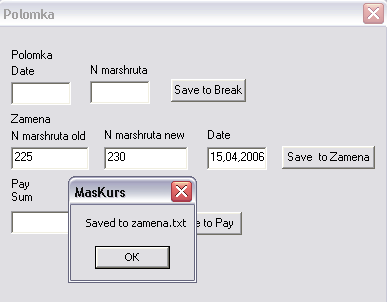 Polomka
Polomka
Date N marshruta
Save to Break
Zamena
N marshruta old N marshruta new Date
225 230 15,04,2006 Save to Zamena
Pay
Sum
to Pay
MasKurs
Saved to zamena.txt
OK